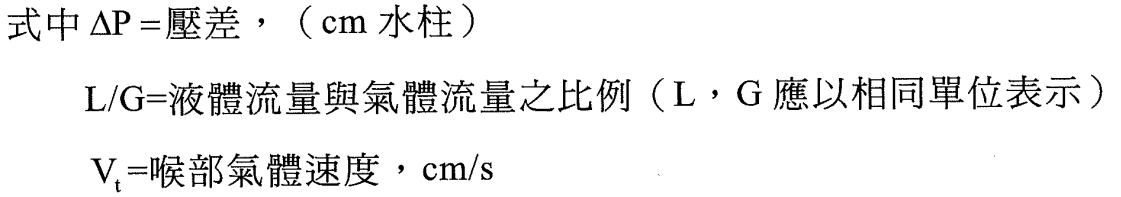 式中 ΔP =壓差，（cm 水柱）
L/G=液體流量與氣體流量之比例（L，G 應以相同單位表示）
Vt=喉部氣體速度，cm/s